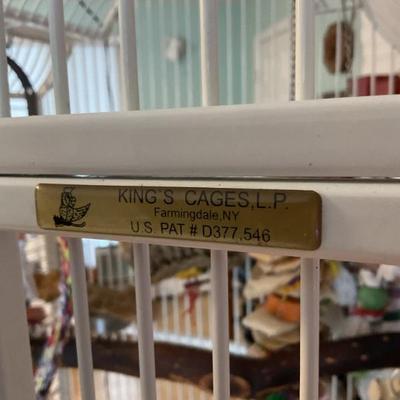 KING'S CAGES,L.P.
Farmingdale,NY
U.S. PAT # D377,546